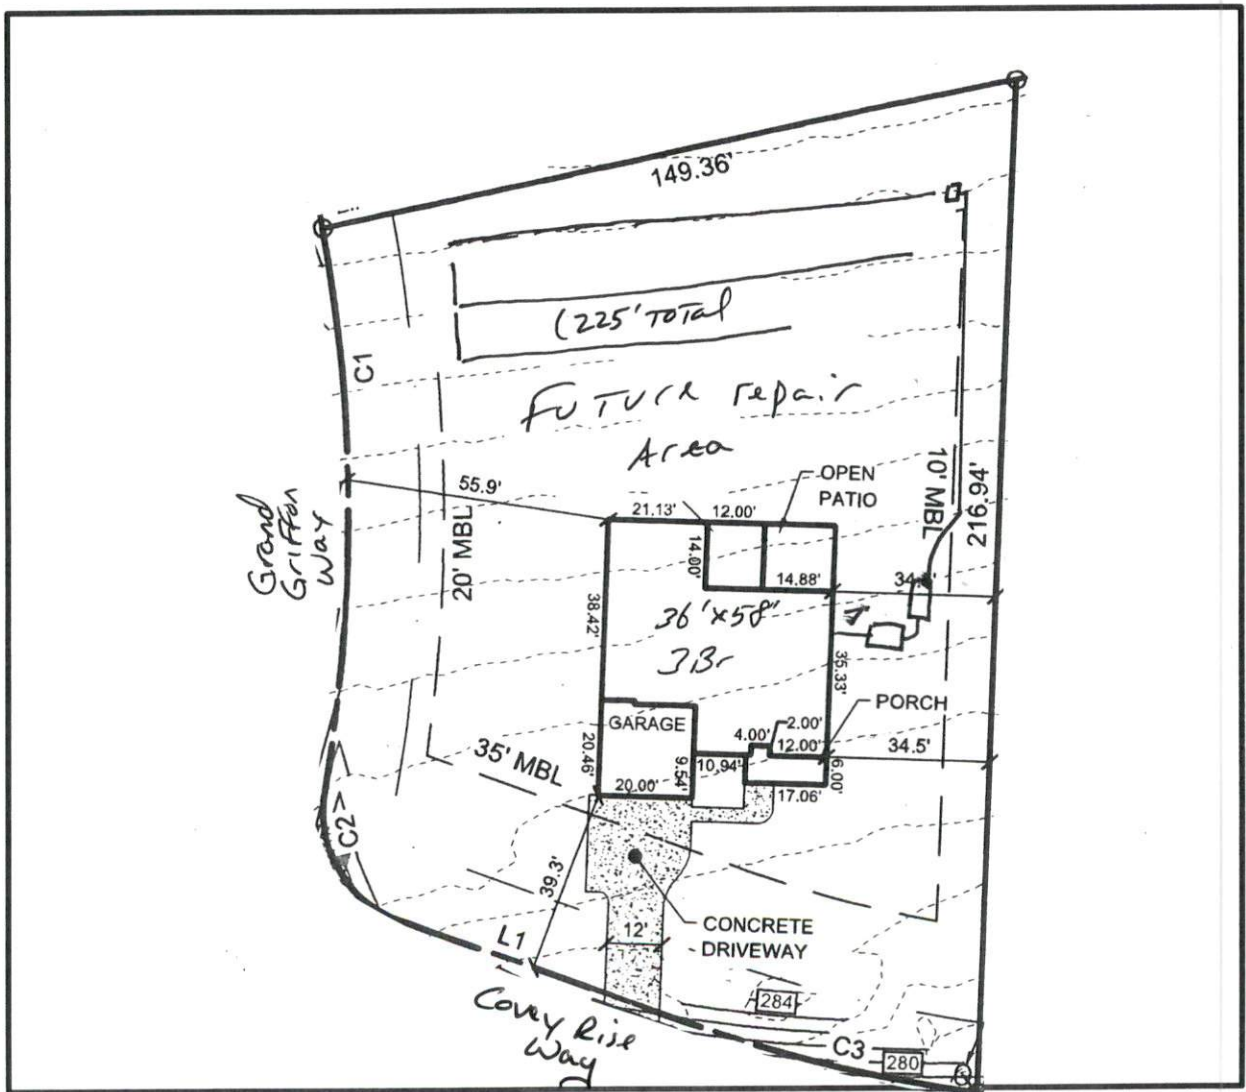 149.36'
(225' TOTal
FUTURE repair
Area
C1
Grand
Griffon
Way
55.9'
20' MBL
10' MBL
216.94'
OPEN
PATIO
21.13'
12.00'
14.00'
14.88'
38.42'
36'x58'
3Br
35.33'
PORCH
GARAGE
4.00'
2.00'
12.00'
34.5'
20.46'
9.54'
10.94'
6.00'
20.00'
17.06'
35' MBL
C2
39.3'
12'
CONCRETE
DRIVEWAY
L1
Covey Rise
Way
284
C3
280